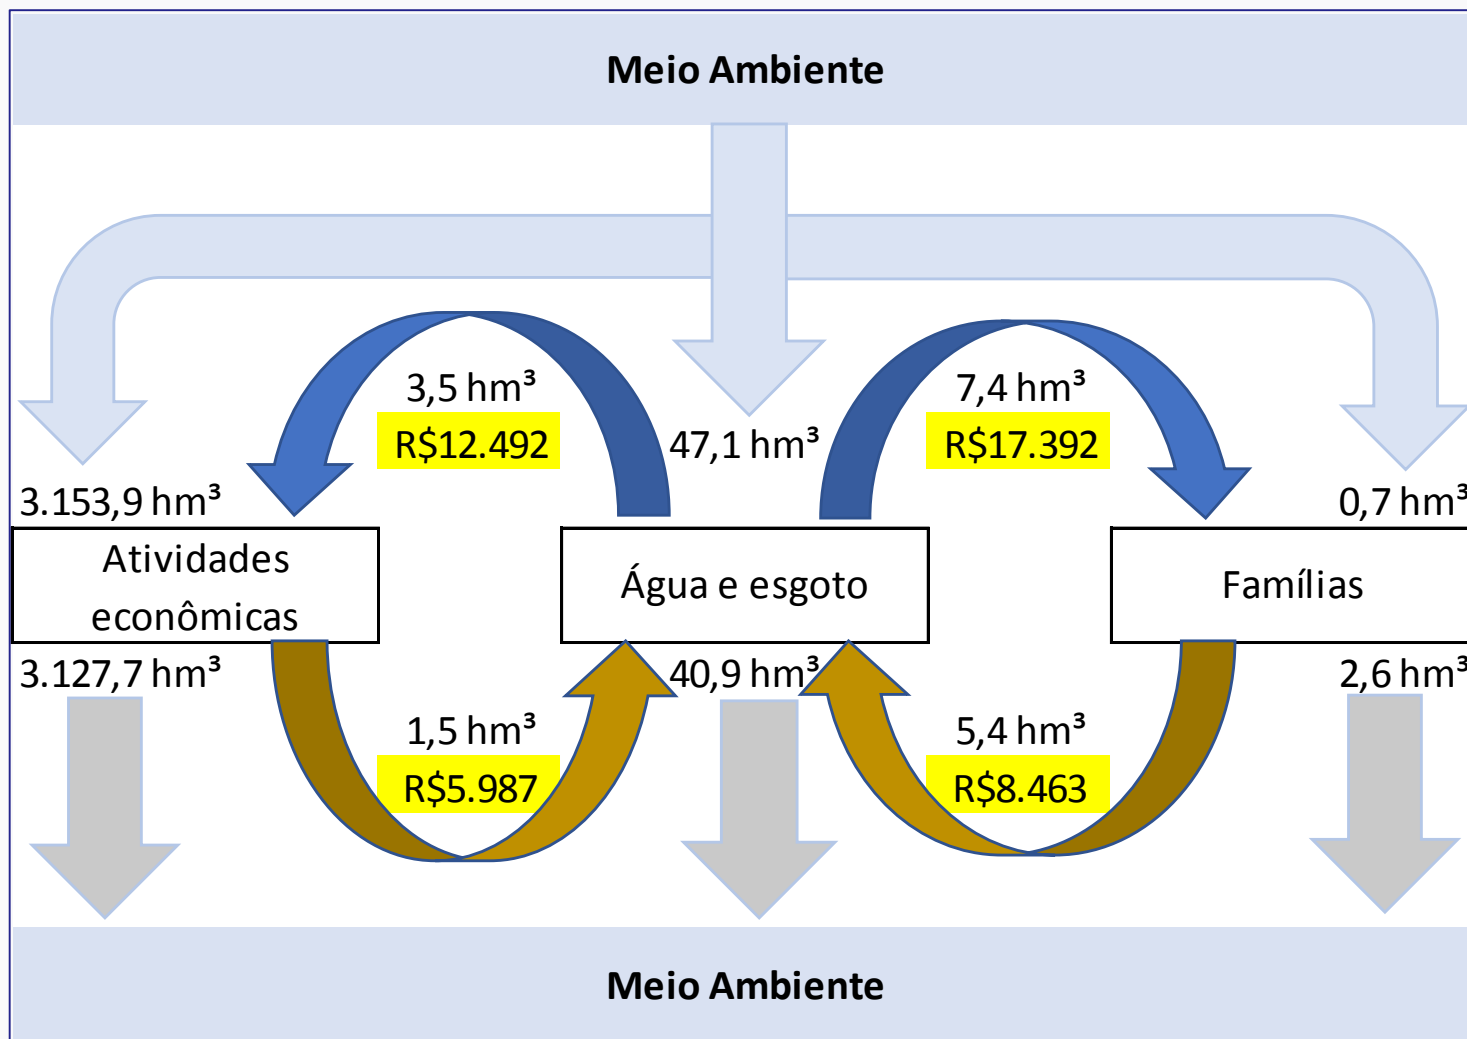 Meio Ambiente
3,5 hm³
7,4 hm³
R$12.492
47,1 hm³
R$17.392
3.153,9 hm³
0,7 hm³
Atividades
econômicas
Água e esgoto
Famílias
3.127,7 hm³
40,9 hm³
2,6 hm³
1,5 hm³
5,4 hm³
R$5.987
R$8.463
Meio Ambiente